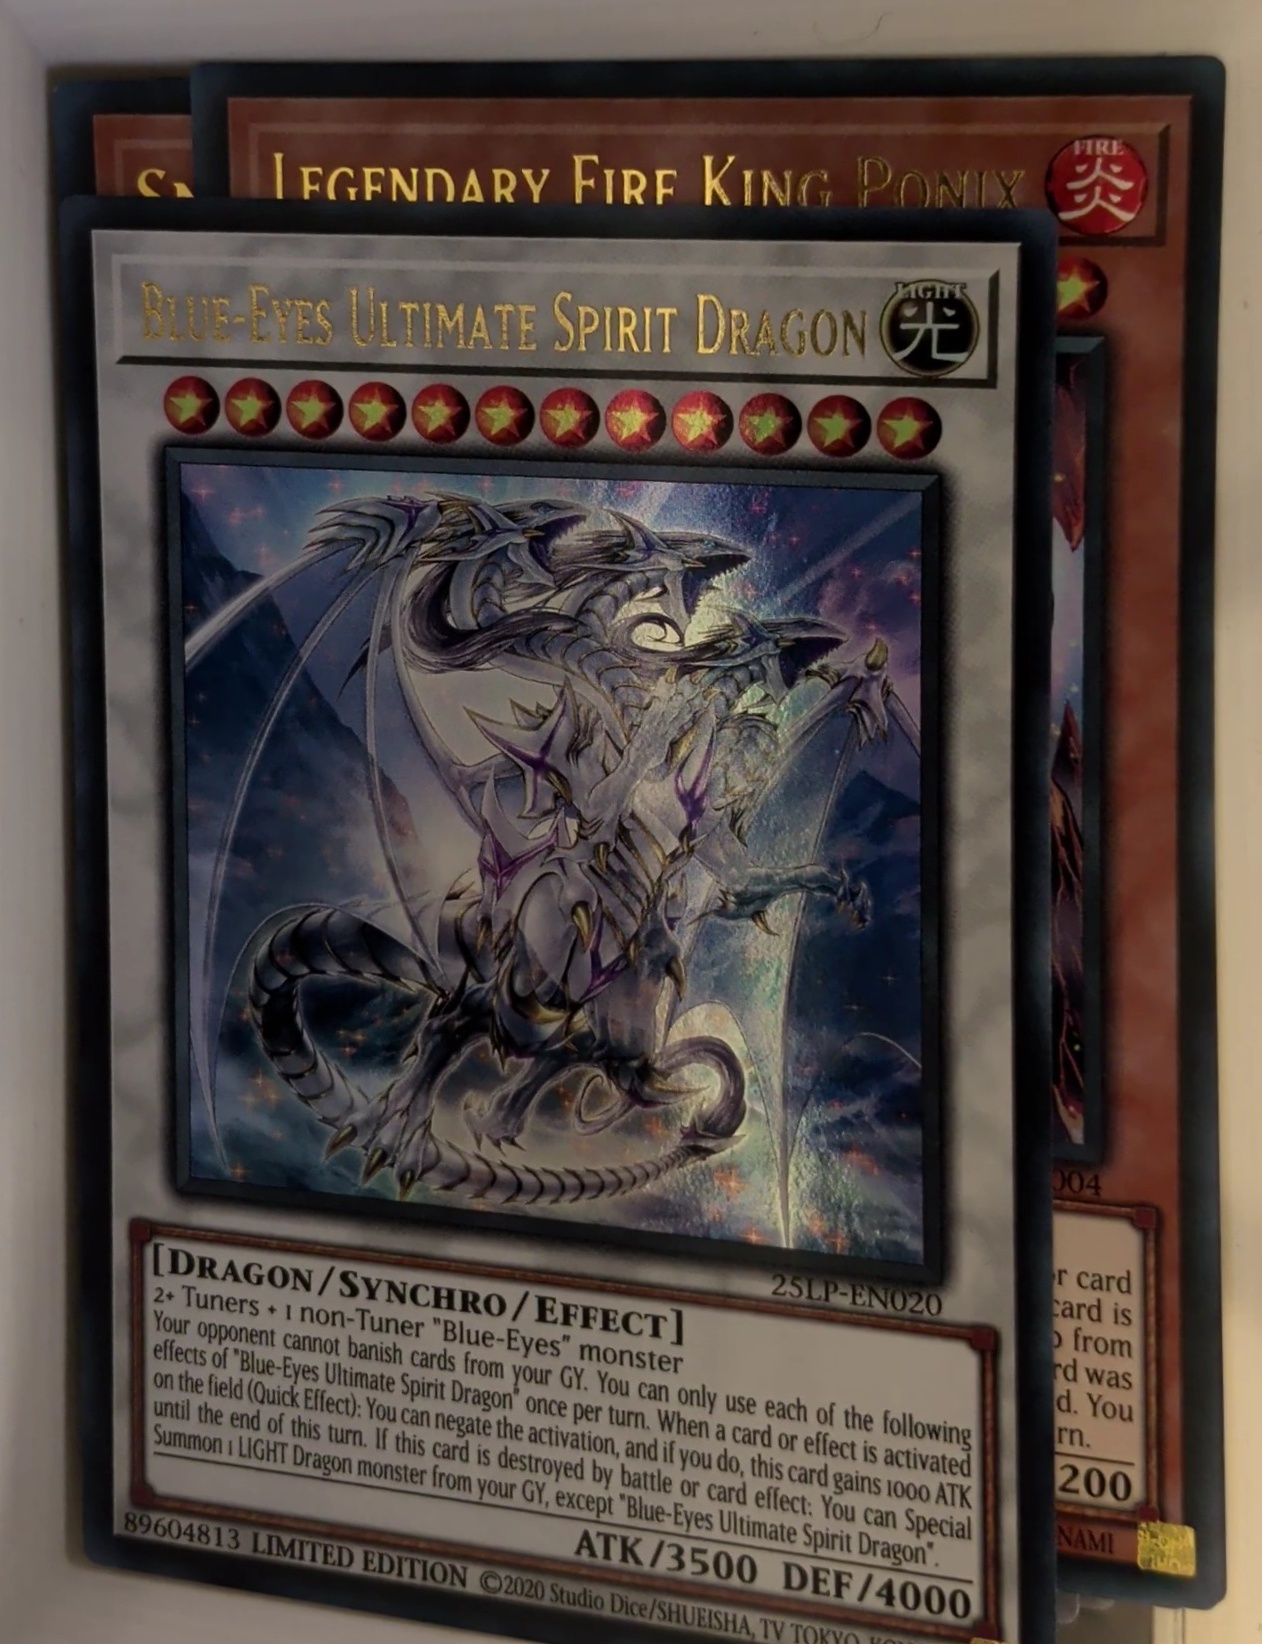 LEGENDARY FIRE KING PONIX
FIRE
炎
BLUE-EYES ULTIMATE SPIRIT DRAGON
LIGHT
光
004
25LP-EN020
[DRAGON/SYNCHRO/EFFECT]
2+ Tuners + 1 non-Tuner "Blue-Eyes" monster
Your opponent cannot banish cards from your GY. You can only use each of the following
effects of "Blue-Eyes Ultimate Spirit Dragon" once per turn. When a card or effect is activated
on the field (Quick Effect): You can negate the activation, and if you do, this card gains 1000 ATK
until the end of this turn. If this card is destroyed by battle or card effect: You can Special
Summon 1 LIGHT Dragon monster from your GY, except "Blue-Eyes Ultimate Spirit Dragon".
ATK/3500 DEF/4000
89604813 LIMITED EDITION ©2020 Studio Dice/SHUEISHA, TV TOKYO,
card
card is
from
was
d. You
rn.
200
NAMI